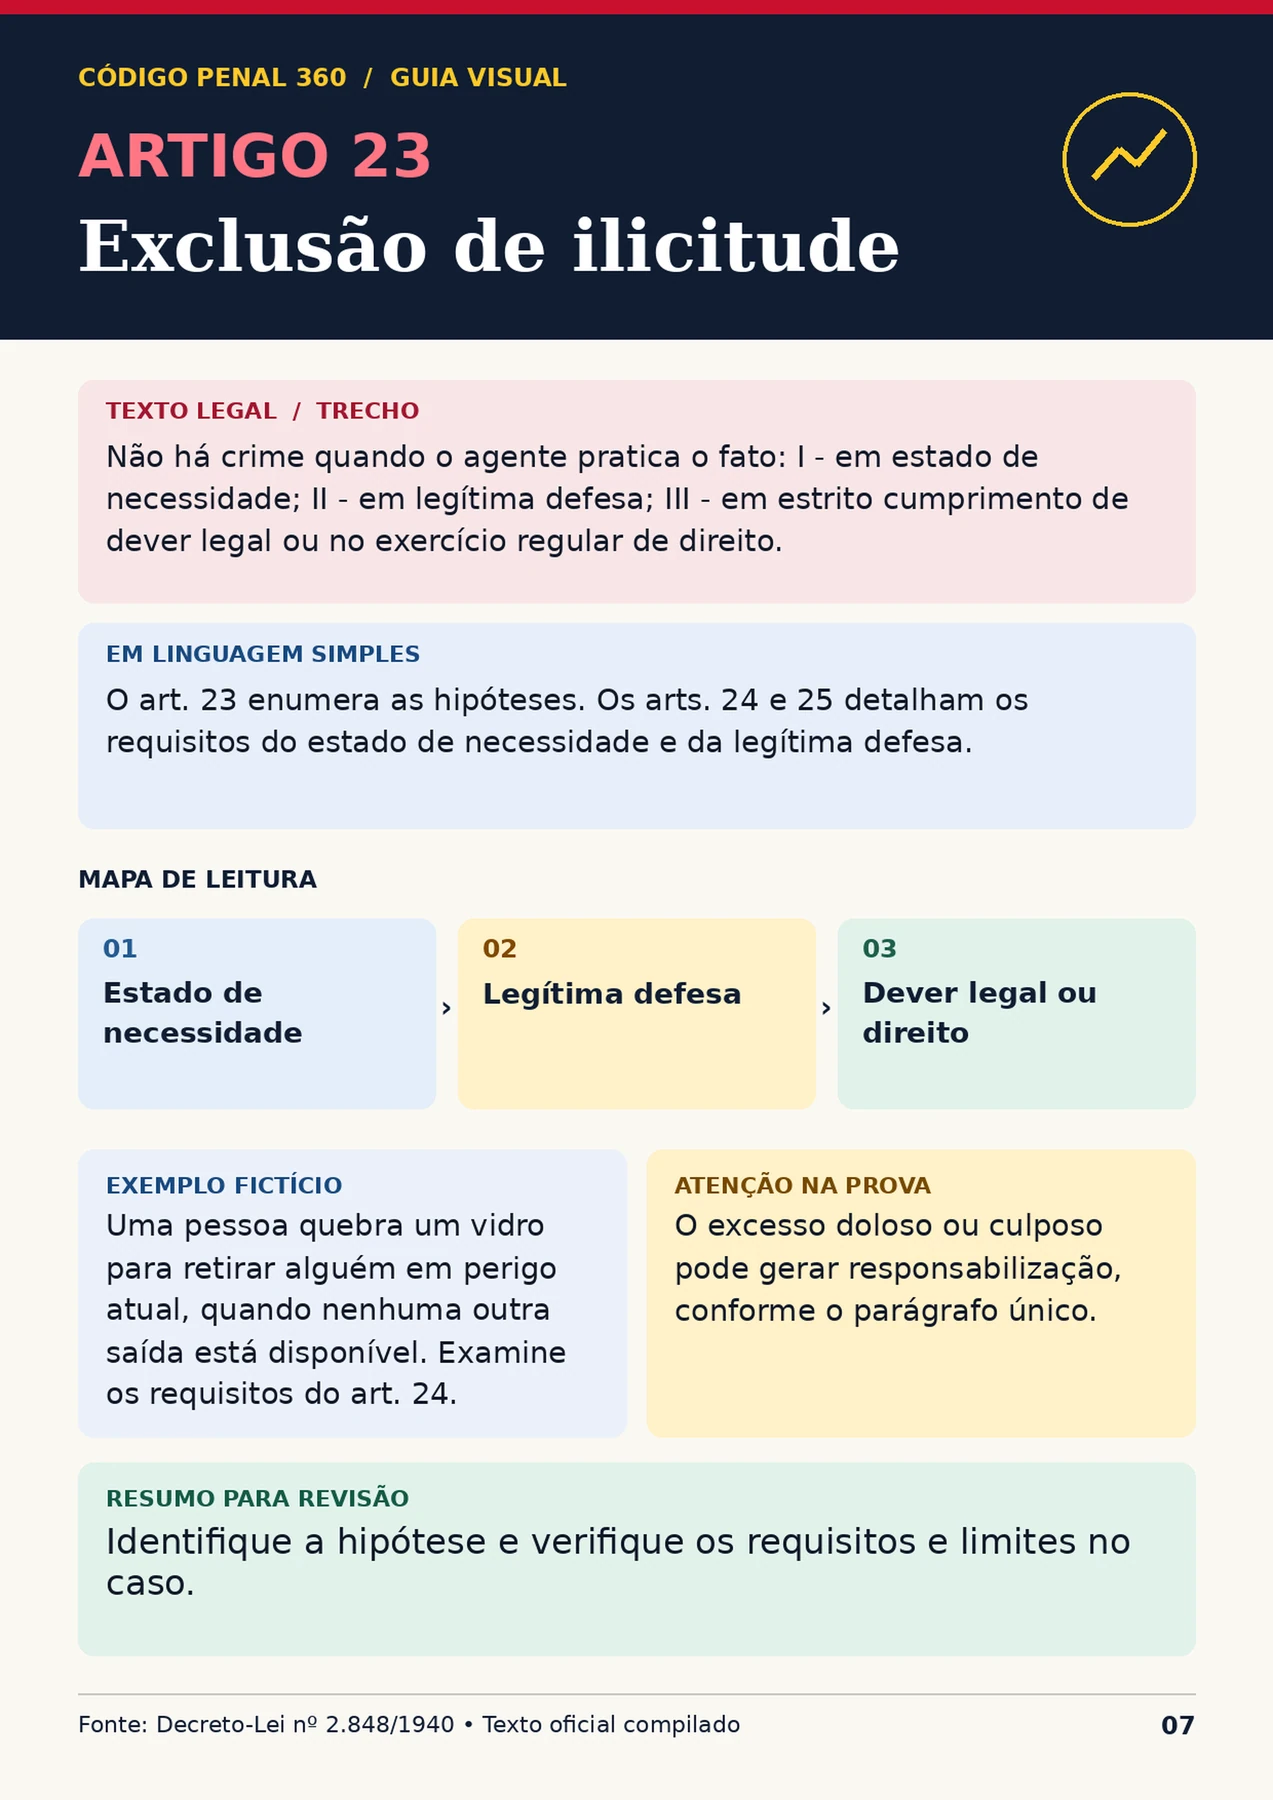 CÓDIGO PENAL 360 / GUIA VISUAL
ARTIGO 23
Exclusão de ilicitude
TEXTO LEGAL / TRECHO
Não há crime quando o agente pratica o fato: I - em estado de
necessidade; II - em legítima defesa; III - em estrito cumprimento de
dever legal ou no exercício regular de direito.
EM LINGUAGEM SIMPLES
O art. 23 enumera as hipóteses. Os arts. 24 e 25 detalham os
requisitos do estado de necessidade e da legítima defesa.
MAPA DE LEITURA
01
Estado de
necessidade
›
02
Legítima defesa
›
03
Dever legal ou
direito
EXEMPLO FICTÍCIO
Uma pessoa quebra um vidro
para retirar alguém em perigo
atual, quando nenhuma outra
saída está disponível. Examine
os requisitos do art. 24.
ATENÇÃO NA PROVA
O excesso doloso ou culposo
pode gerar responsabilização,
conforme o parágrafo único.
RESUMO PARA REVISÃO
Identifique a hipótese e verifique os requisitos e limites no
caso.
Fonte: Decreto-Lei nº 2.848/1940 • Texto oficial compilado
07